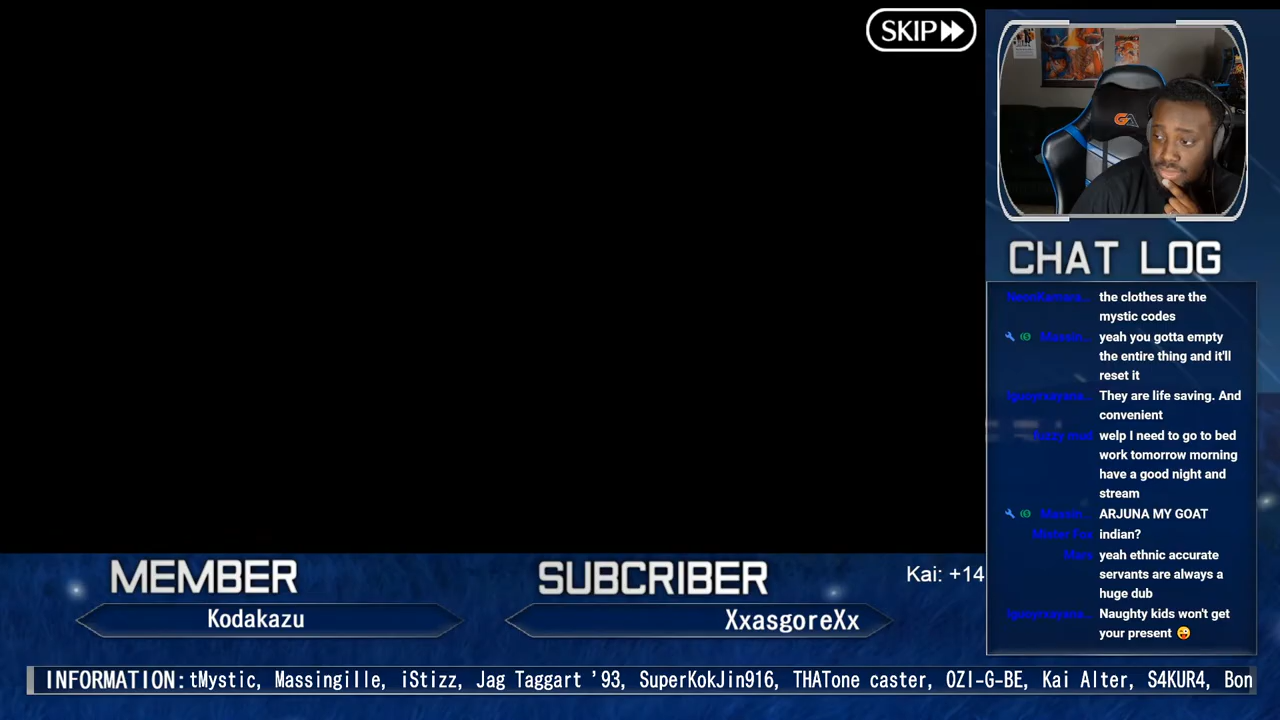 SKIP
GA
CHAT LOG
the clothes are the
mystic codes
yeah you gotta empty
the entire thing and it'll
reset it
They are life saving. And
convenient
welp I need to go to bed
work tomorrow morning
have a good night and
stream
ARJUNA MY GOAT
Mister Fox indian?
yeah ethnic accurate
servants are always a
huge dub
Naughty kids won't get
your present 😜
MEMBER
Kodakazu
SUBCRIBER
XxasgoreXx
Kai: +14
INFORMATION: tMystic, Massingille, iStizz, Jag Taggart '93, SuperKokJin916, THATone caster, OZI-G-BE, Kai Alter, S4KUR4, Bon